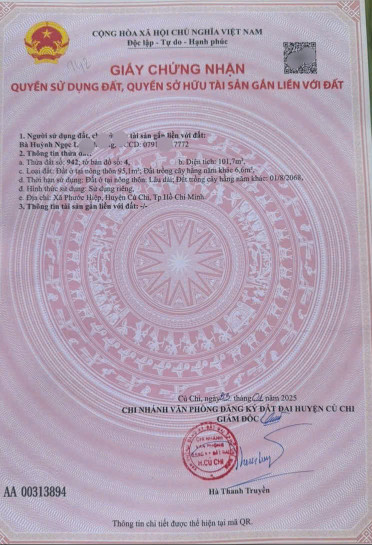 CỘNG HÒA XÃ HỘI CHỦ NGHĨA VIỆT NAM
Độc lập - Tự do - Hạnh phúc
GIẤY CHỨNG NHẬN
QUYỀN SỬ DỤNG ĐẤT, QUYỀN SỞ HỮU TÀI SẢN GẮN LIỀN VỚI ĐẤT
1. Người sử dụng đất, tài sản gắn liền với đất:
Bà Huỳnh Ngọc
2. Thông tin thửa
a. Thửa đất số: 942, tờ bản đồ số: 4, b. Diện tích: 101,7m².
c. Loại đất: Đất ở tại nông thôn 95,1m²; Đất trồng cây hằng năm khác 6,6m².
d. Thời hạn sử dụng: Đất ở tại nông thôn: Lâu dài; Đất trồng cây hằng năm khác: 01/8/2068,
đ. Hình thức sử dụng: Sử dụng riêng,
e. Địa chỉ: Xã Phước Hiệp, Huyện Củ Chi, Tp.Hồ Chí Minh.
3. Thông tin tài sản gắn liền với đất: -/-
Củ Chi, ngày tháng năm 2025
CHI NHÁNH VĂN PHÒNG ĐĂNG KÝ ĐẤT ĐAI HUYỆN CỦ CHI
GIÁM ĐỐC
CHI NHÁNH
H.CỦ CHI
Hà Thanh Truyền
AA 00313894
Thông tin chi tiết được thể hiện tại mã QR.